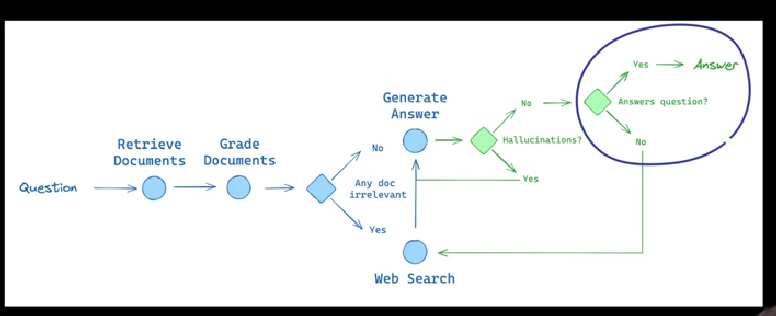 Question
Retrieve
Documents
Grade
Documents
Any doc
irrelevant
No
Yes
Generate
Answer
Web Search
Hallucinations?
No
Yes
Answers question?
Yes
Answer
No